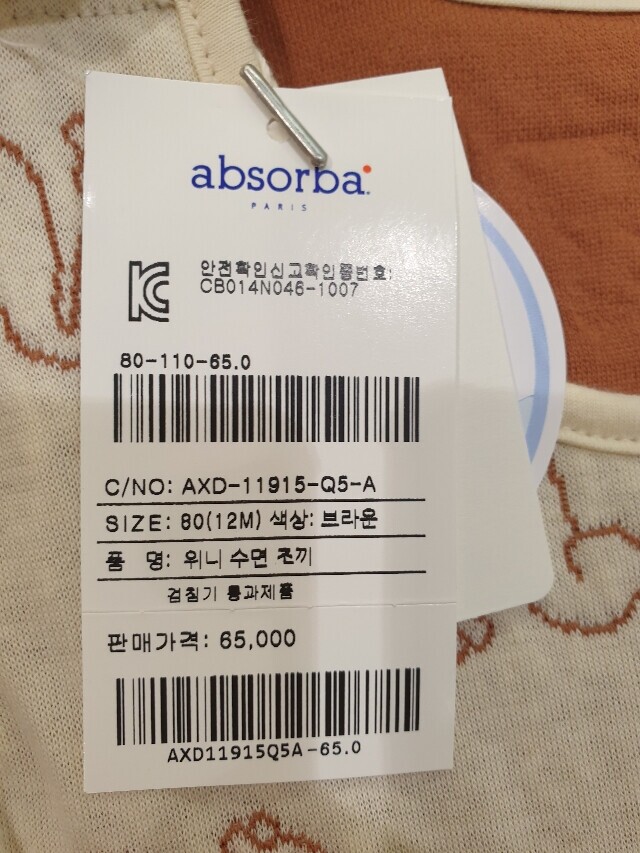 absorba.
PARIS
안전확인신고확인증번호:
CB014N046-1007
80-110-65.0
C/NO: AXD-11915-Q5-A
SIZE: 80(12M) 색상: 브라운
품 명: 위니 수면 조끼
검침기 통과제품
판매가격: 65,000
AXD11915Q5A-65.0